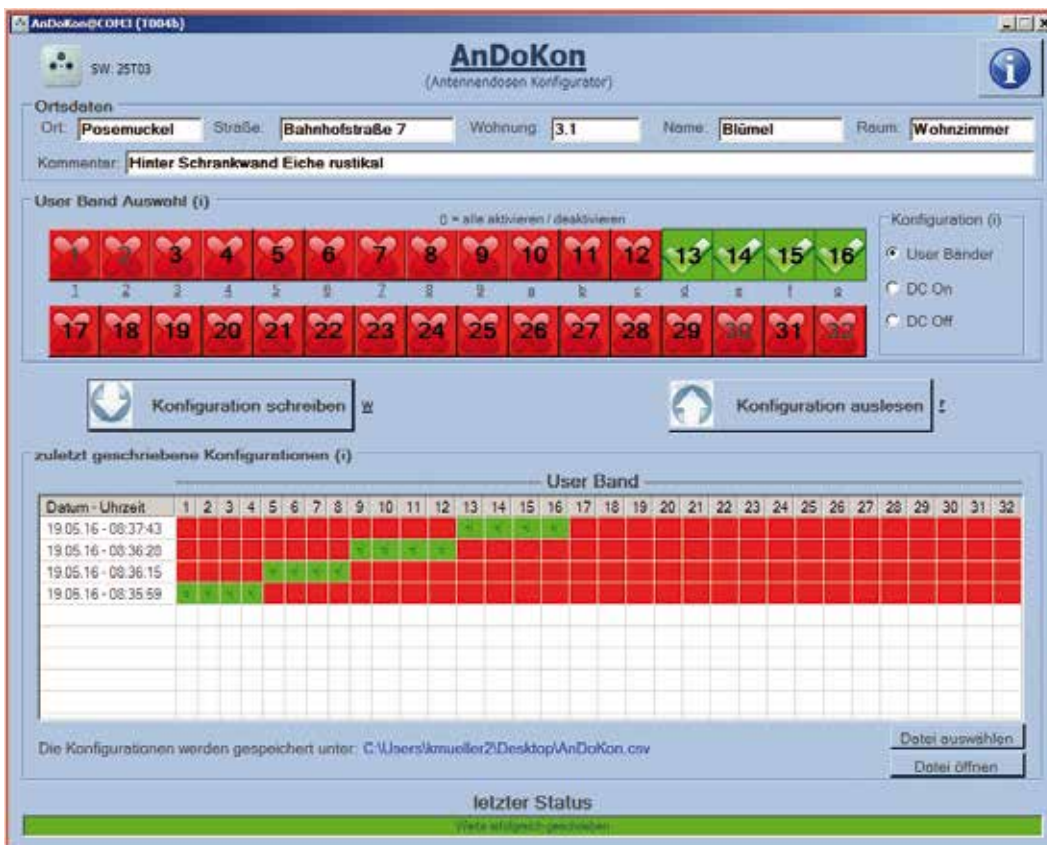 AnDoKon@COM3 (T004b)
SW: 25T03
AnDoKon
(Antennendosen Konfigurator)
Ortsdaten
Ort: Posemuckel Straße: Bahnhofstraße 7 Wohnung: 3.1 Name: Blümel Raum: Wohnzimmer
Kommentar: Hinter Schrankwand Eiche rustikal
User Band Auswahl (i)
0 = alle aktivieren / deaktivieren
Konfiguration (i)
1 2 3 4 5 6 7 8 9 10 11 12 13 14 15 16
User Bänder
1 2 3 4 5 6 7 8 9 a b c d e f g
DC On
17 18 19 20 21 22 23 24 25 26 27 28 29 30 31 32
DC Off
Konfiguration schreiben w
Konfiguration auslesen r
zuletzt geschriebene Konfigurationen (i)
User Band
Datum - Uhrzeit 1 2 3 4 5 6 7 8 9 10 11 12 13 14 15 16 17 18 19 20 21 22 23 24 25 26 27 28 29 30 31 32
19.05.16 - 08:37:43
19.05.16 - 08:36:28
19.05.16 - 08:36:15
19.05.16 - 08:35:59
Die Konfigurationen werden gespeichert unter: C:\Users\kmueller2\Desktop\AnDoKon.csv
Datei auswählen
Datei öffnen
letzter Status
Werte erfolgreich geschrieben